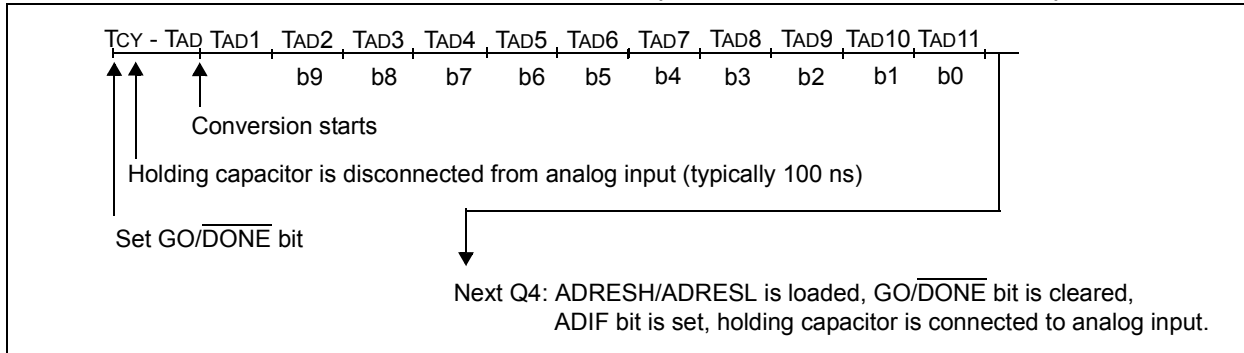 TCY - TAD TAD1 TAD2 TAD3 TAD4 TAD5 TAD6 TAD7 TAD8 TAD9 TAD10 TAD11
b9 b8 b7 b6 b5 b4 b3 b2 b1 b0
Conversion starts
Holding capacitor is disconnected from analog input (typically 100 ns)
Set GO/DONE bit
Next Q4: ADRESH/ADRESL is loaded, GO/DONE bit is cleared,
ADIF bit is set, holding capacitor is connected to analog input.